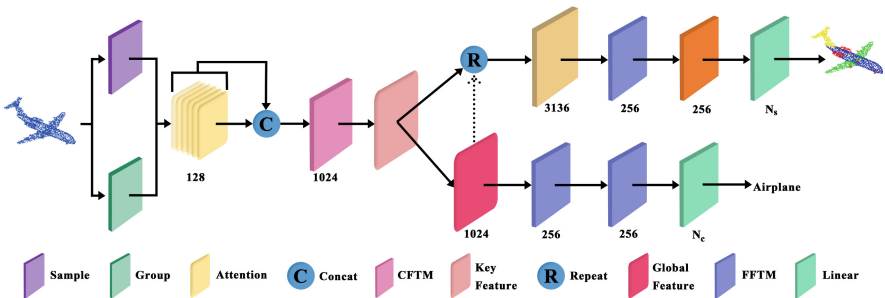 R
3136
256
256
Ns
128
C
1024
1024
256
256
Nc
Airplane
Sample
Group
Attention
C
Concat
CFTM
Key
Feature
R
Repeat
Global
Feature
FFTM
Linear